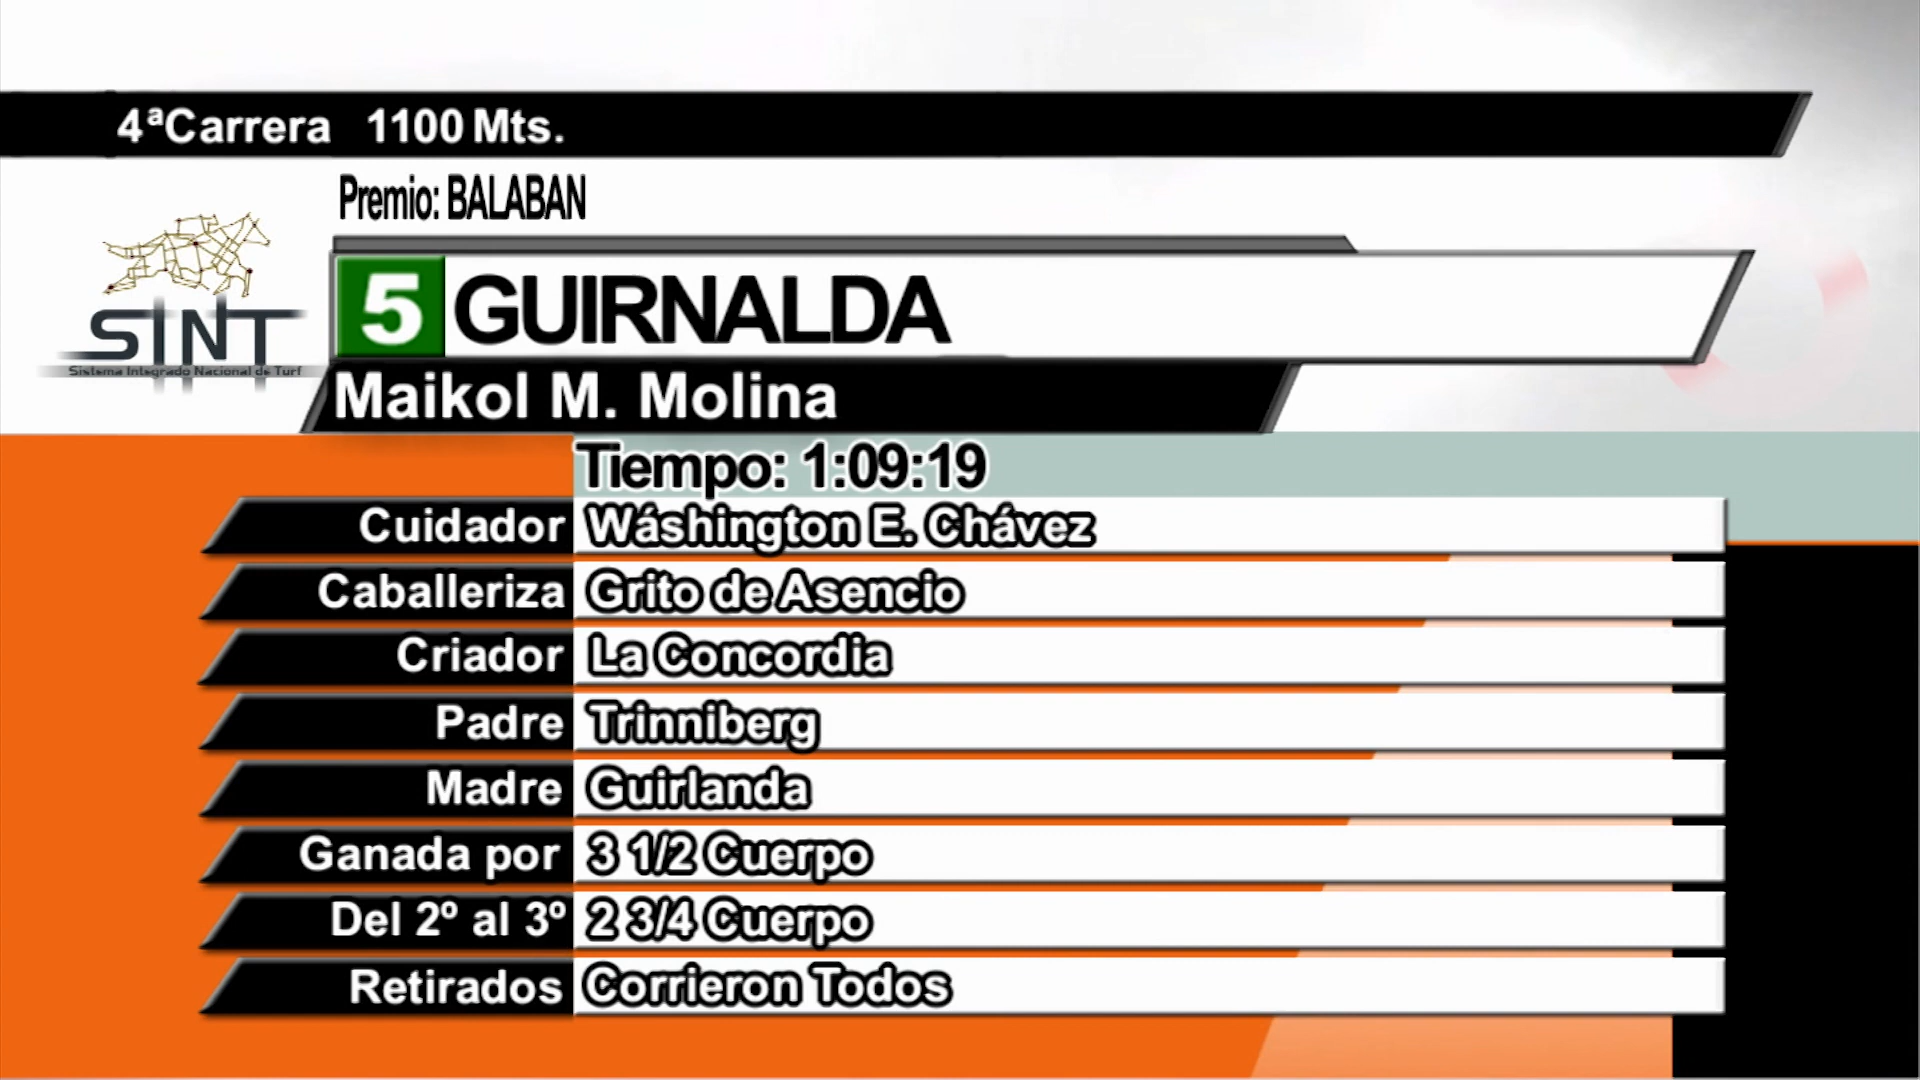 4ªCarrera 1100 Mts.
Premio: BALABAN
SINT
Sistema Integrado Nacional de Turf
5 GUIRNALDA
Maikol M. Molina
Tiempo: 1:09:19
Cuidador Wáshington E. Chávez
Caballeriza Grito de Asencio
Criador La Concordia
Padre Trinniberg
Madre Guirlanda
Ganada por 3 1/2 Cuerpo
Del 2º al 3º 2 3/4 Cuerpo
Retirados Corrieron Todos